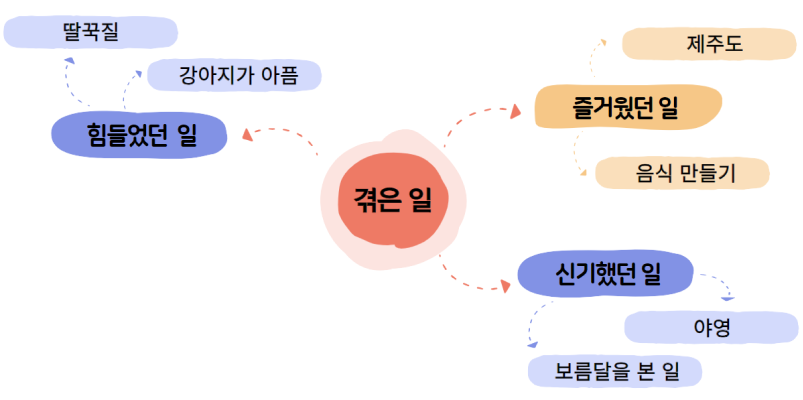 딸꾹질
강아지가 아픔
힘들었던 일
겪은 일
제주도
즐거웠던 일
음식 만들기
신기했던 일
야영
보름달을 본 일